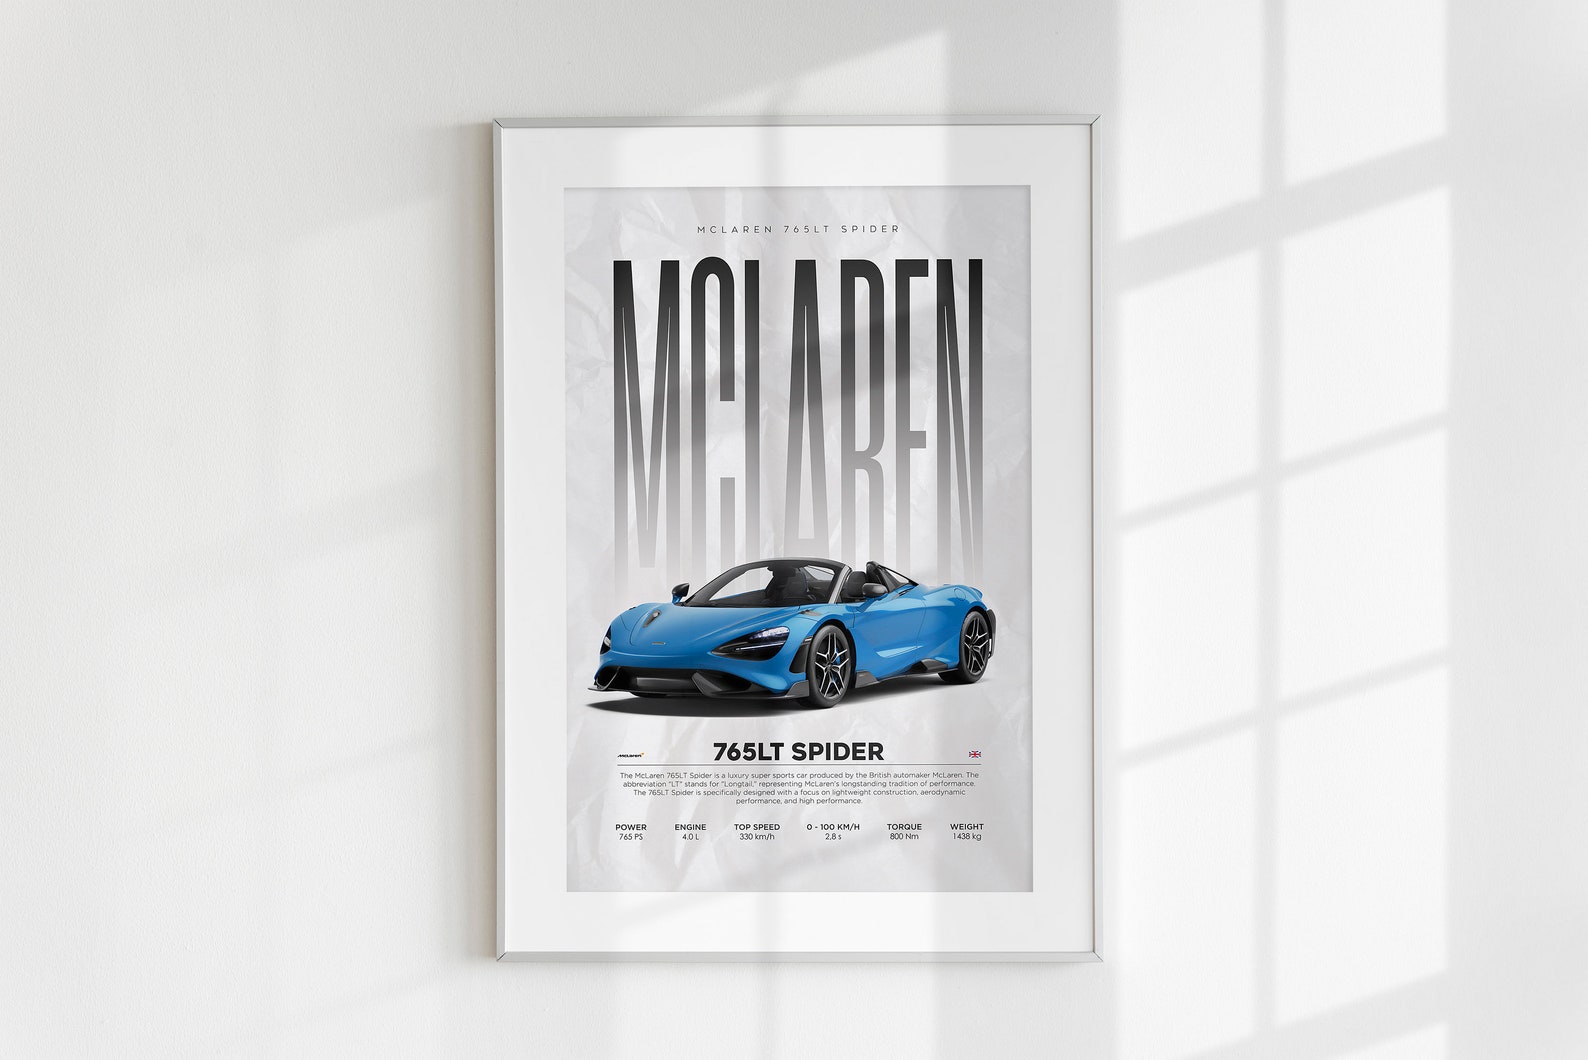 MCLAREN 765LT SPIDER
MCLAREN
McLaren
765LT SPIDER
The McLaren 765LT Spider is a luxury super sports car produced by the British automaker McLaren. The
abbreviation "LT" stands for "Longtail," representing McLaren's longstanding tradition of performance.
The 765LT Spider is specifically designed with a focus on lightweight construction, aerodynamic
performance, and high performance.
POWER ENGINE TOP SPEED 0 - 100 KM/H TORQUE WEIGHT
765 PS 4.0 L 330 km/h 2,8 s 800 Nm 1438 kg